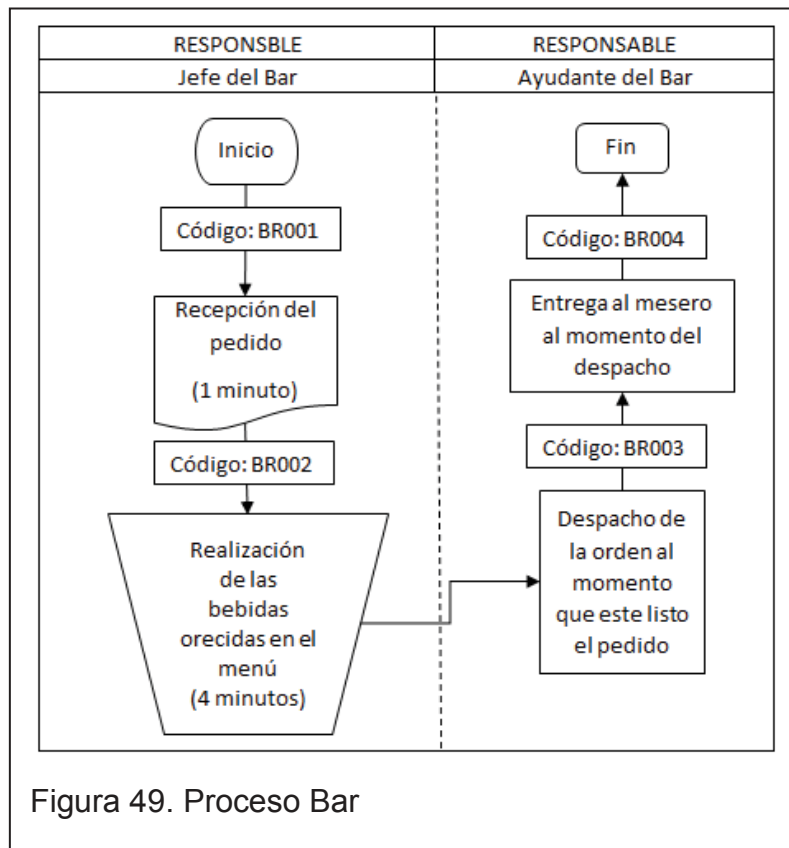 RESPONSBLE
Jefe del Bar
Inicio
Código: BR001
Recepción del
pedido
(1 minuto)
Código: BR002
Realización
de las
bebidas
orecidas en el
menú
(4 minutos)
RESPONSABLE
Ayudante del Bar
Fin
Código: BR004
Entrega al mesero
al momento del
despacho
Código: BR003
Despacho de
la orden al
momento
que este listo
el pedido
Figura 49. Proceso Bar